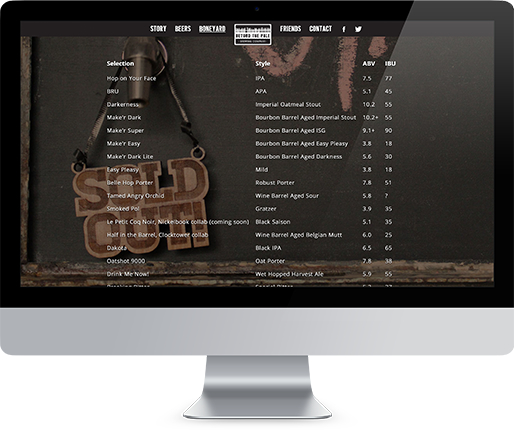 STORY BEERS BONEYARD BEYOND THE PALE FRIENDS CONTACT f
Selection Style ABV IBU
Hop on Your Face IPA 7.5 77
BRU APA 5.1 45
Darkerness Imperial Oatmeal Stout 10.2 55
Make'r Dark Bourbon Barrel Aged Imperial Stout 10.2+ 55
Make'r Super Bourbon Barrel Aged ISG 9.1+ 90
Make'r Easy Bourbon Barrel Aged Easy Pleasy 3.8 18
Make'r Dark Lite Bourbon Barrel Aged Darkness 5.6 30
Easy Pleasy Mild 3.8 18
Belle Hop Porter Robust Porter 7.8 51
Tamed Angry Orchid Wine Barrel Aged Sour 5.8 ?
Smoked Pol Gratzer 3.9 35
Le Petic Coq Noir, Nickelbook collab (coming soon) Black Saison 5.1 35
Half in the Barrel, Clocktower collab Wine Barrel Aged Belgian Mutt 6.0 25
Dakota Black IPA 6.5 65
Oatshot 9000 Oat Porter 7.8 38
Drink Me Now! Wet Hopped Harvest Ale 5.9 55
SOLD
OUT!